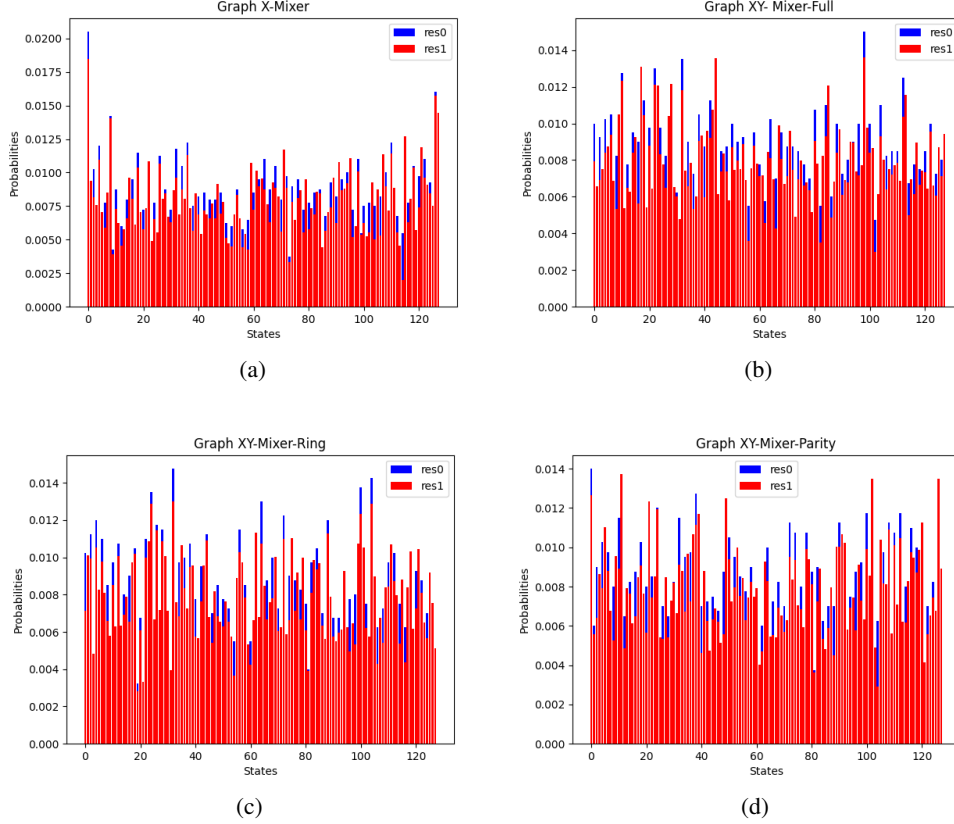 Graph X-Mixer
0.0200
0.0175
0.0150
0.0125
0.0100
0.0075
0.0050
0.0025
0.0000
Probabilities
0 20 40 60 80 100 120
States
res0
res1
(a)
Graph XY- Mixer-Full
0.014
0.012
0.010
0.008
0.006
0.004
0.002
0.000
Probabilities
0 20 40 60 80 100 120
States
res0
res1
(b)
Graph XY-Mixer-Ring
0.014
0.012
0.010
0.008
0.006
0.004
0.002
0.000
Probabilities
0 20 40 60 80 100 120
States
res0
res1
(c)
Graph XY-Mixer-Parity
0.014
0.012
0.010
0.008
0.006
0.004
0.002
0.000
Probabilities
0 20 40 60 80 100 120
States
res0
res1
(d)